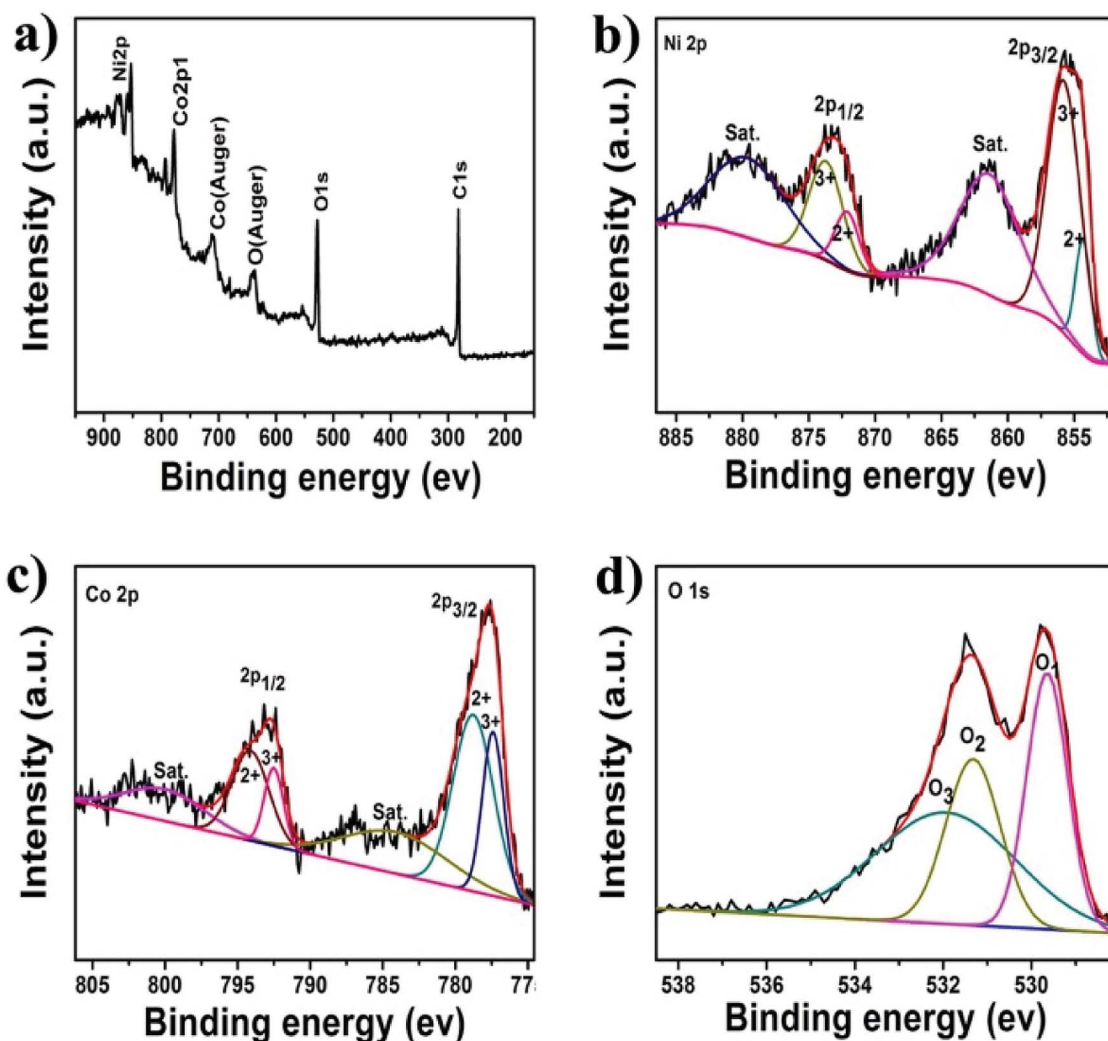 a)
Ni2p
Co2p1
Co(Auger)
O(Auger)
O1s
C1s
Intensity (a.u.)
900 800 700 600 500 400 300 200
Binding energy (ev)
b)
Ni 2p
2p3/2
3+
2+
2p1/2
3+
2+
Sat.
Sat.
Intensity (a.u.)
885 880 875 870 865 860 855
Binding energy (ev)
c)
Co 2p
2p3/2
2+
3+
2p1/2
2+
3+
Sat.
Sat.
Intensity (a.u.)
805 800 795 790 785 780 775
Binding energy (ev)
d)
O 1s
O1
O2
O3
Intensity (a.u.)
538 536 534 532 530
Binding energy (ev)